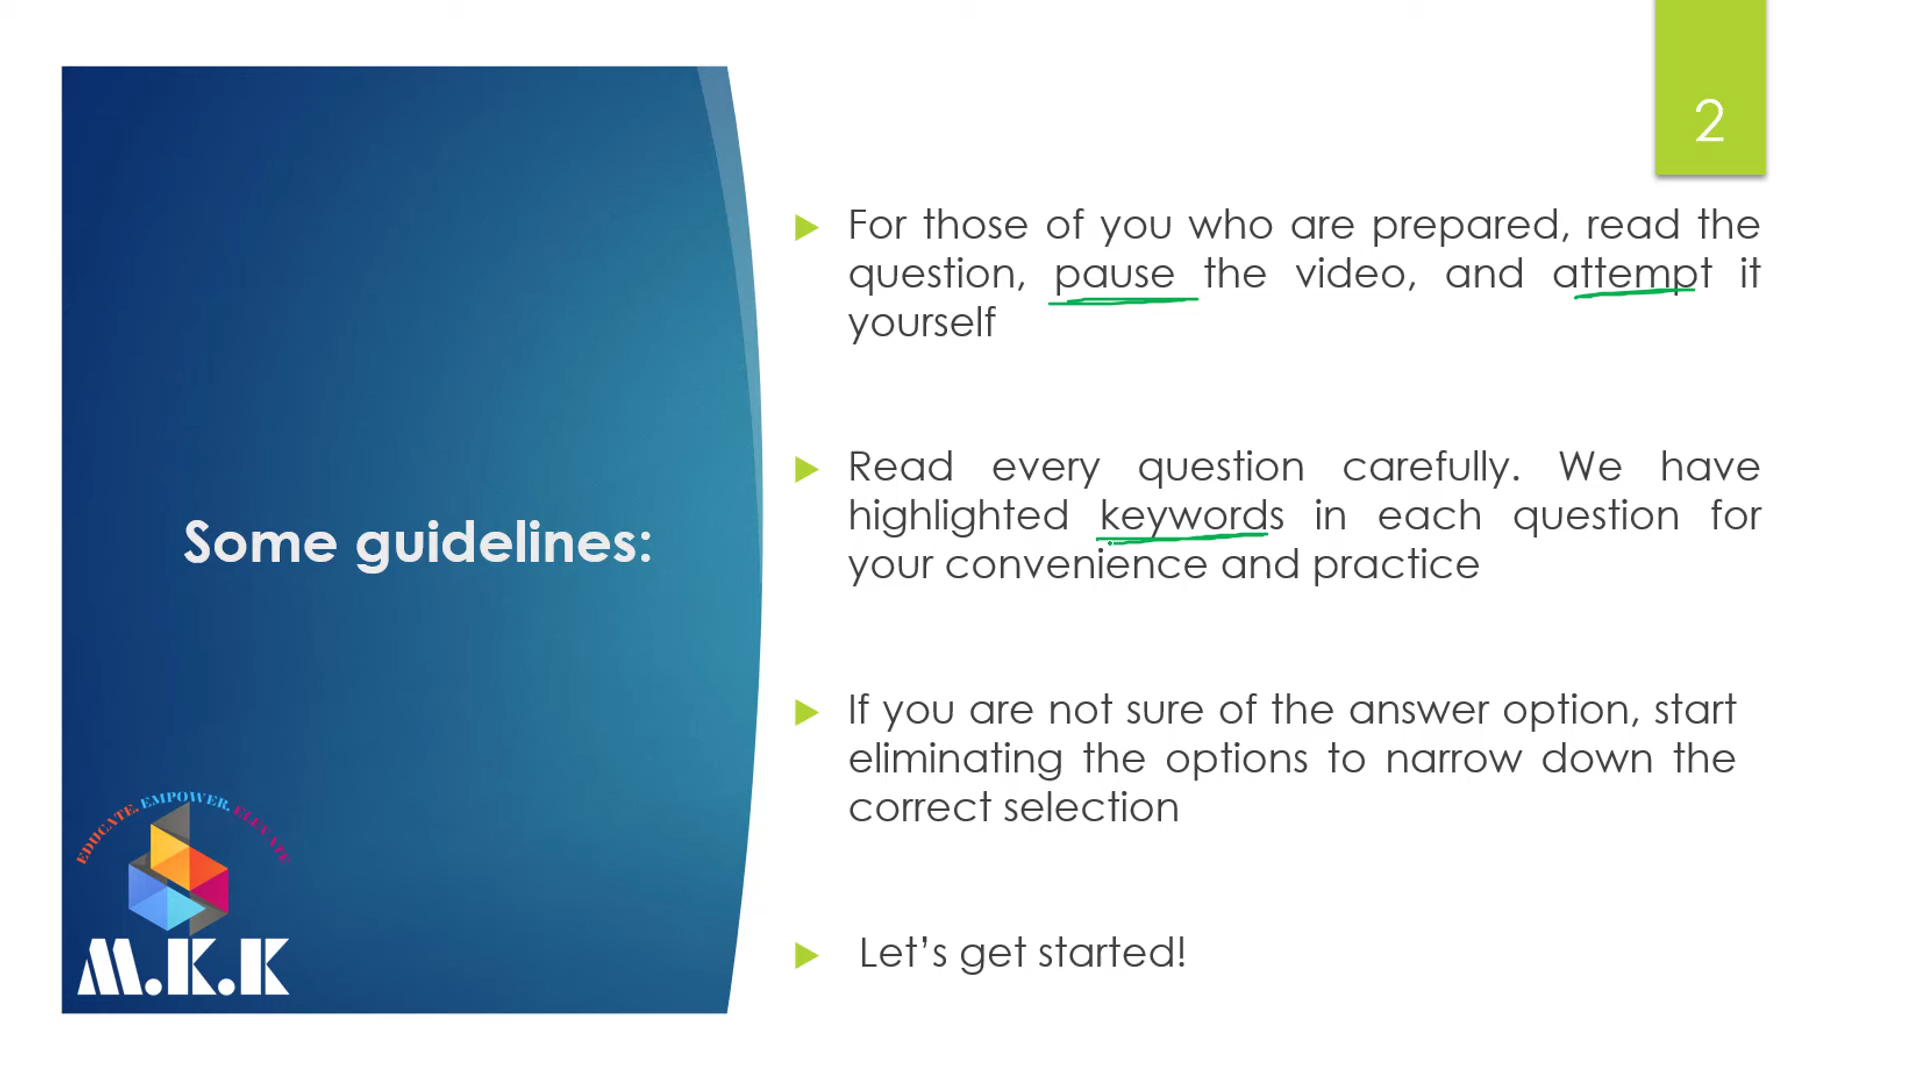 2
For those of you who are prepared, read the
question, pause the video, and attempt it
yourself
Read every question carefully. We have
highlighted keywords in each question for
your convenience and practice
Some guidelines:
If you are not sure of the answer option, start
eliminating the options to narrow down the
correct selection
Let’s get started!
EDUCATE. EMPOWER. ELEVATE
M.K.K